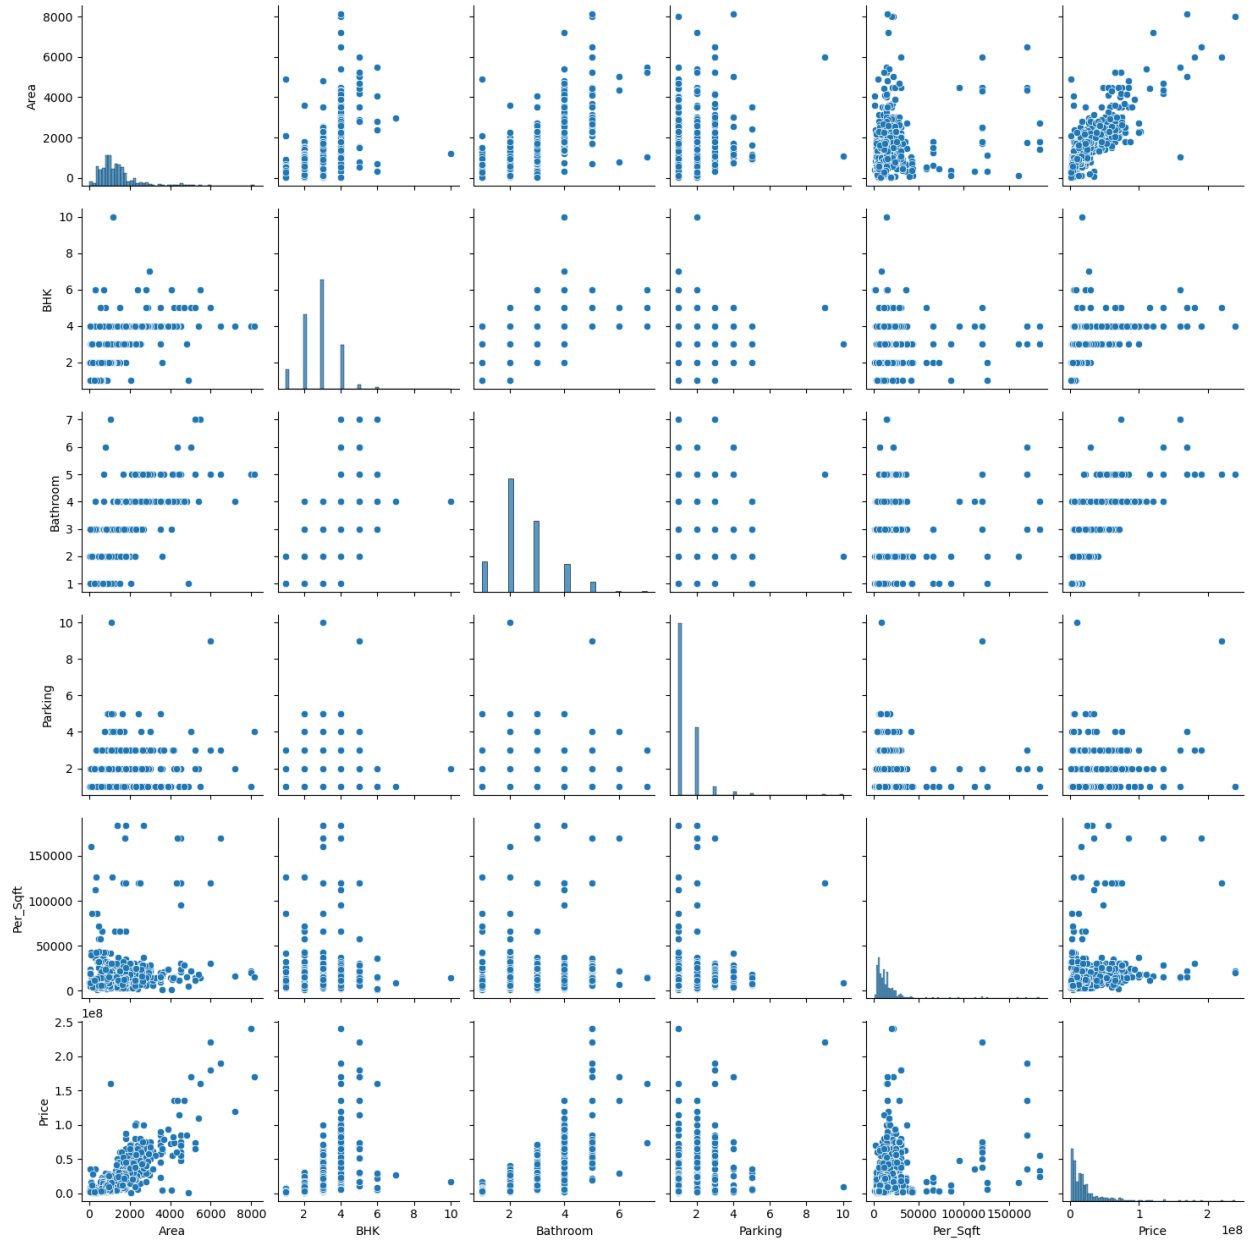 8000
6000
4000
2000
0
Area
10
8
6
4
2
BHK
7
6
5
4
3
2
1
Bathroom
10
8
6
4
2
Parking
150000
100000
50000
0
Per_Sqft
1e8
2.5
2.0
1.5
1.0
0.5
0.0
Price
0 2000 4000 6000 8000
Area
2 4 6 8 10
BHK
2 4 6
Bathroom
2 4 6 8 10
Parking
0 50000 100000 150000
Per_Sqft
0 1 2
1e8
Price